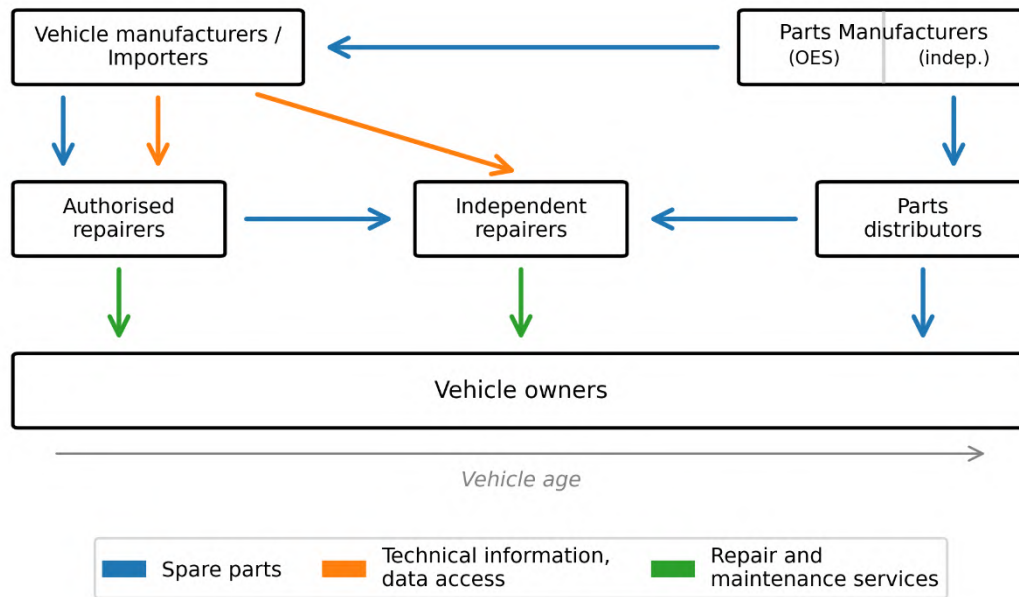 Vehicle manufacturers /
Importers
Parts Manufacturers
(OES)
(indep.)
Authorised
repairers
Independent
repairers
Parts
distributors
Vehicle owners
Vehicle age
Spare parts
Technical information,
data access
Repair and
maintenance services